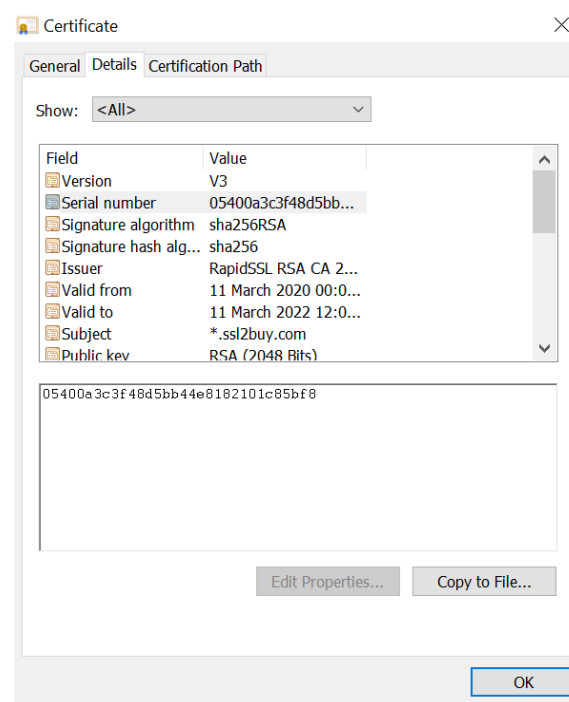 Certificate
General Details Certification Path
Show: <All>
Field Value
Version V3
Serial number 05400a3c3f48d5bb...
Signature algorithm sha256RSA
Signature hash alg... sha256
Issuer RapidSSL RSA CA 2...
Valid from 11 March 2020 00:0...
Valid to 11 March 2022 12:0...
Subject *.ssl2buy.com
Public key RSA (2048 Bits)
05400a3c3f48d5bb44e8182101c85bf8
Edit Properties... Copy to File...
OK